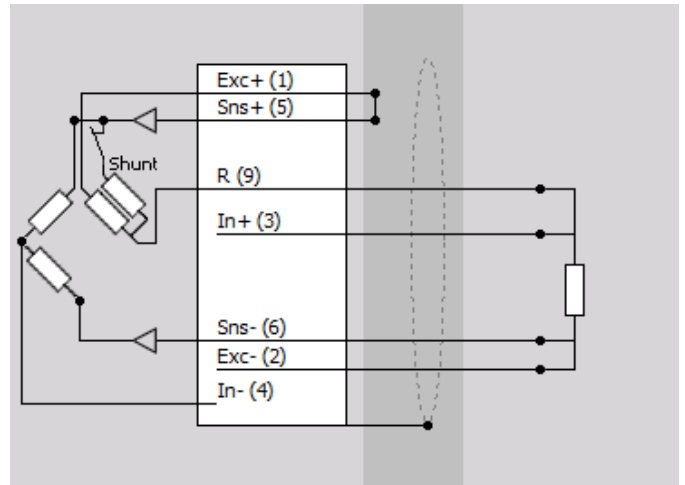 Exc+ (1)
Sns+ (5)
Shunt
R (9)
In+ (3)
Sns- (6)
Exc- (2)
In- (4)